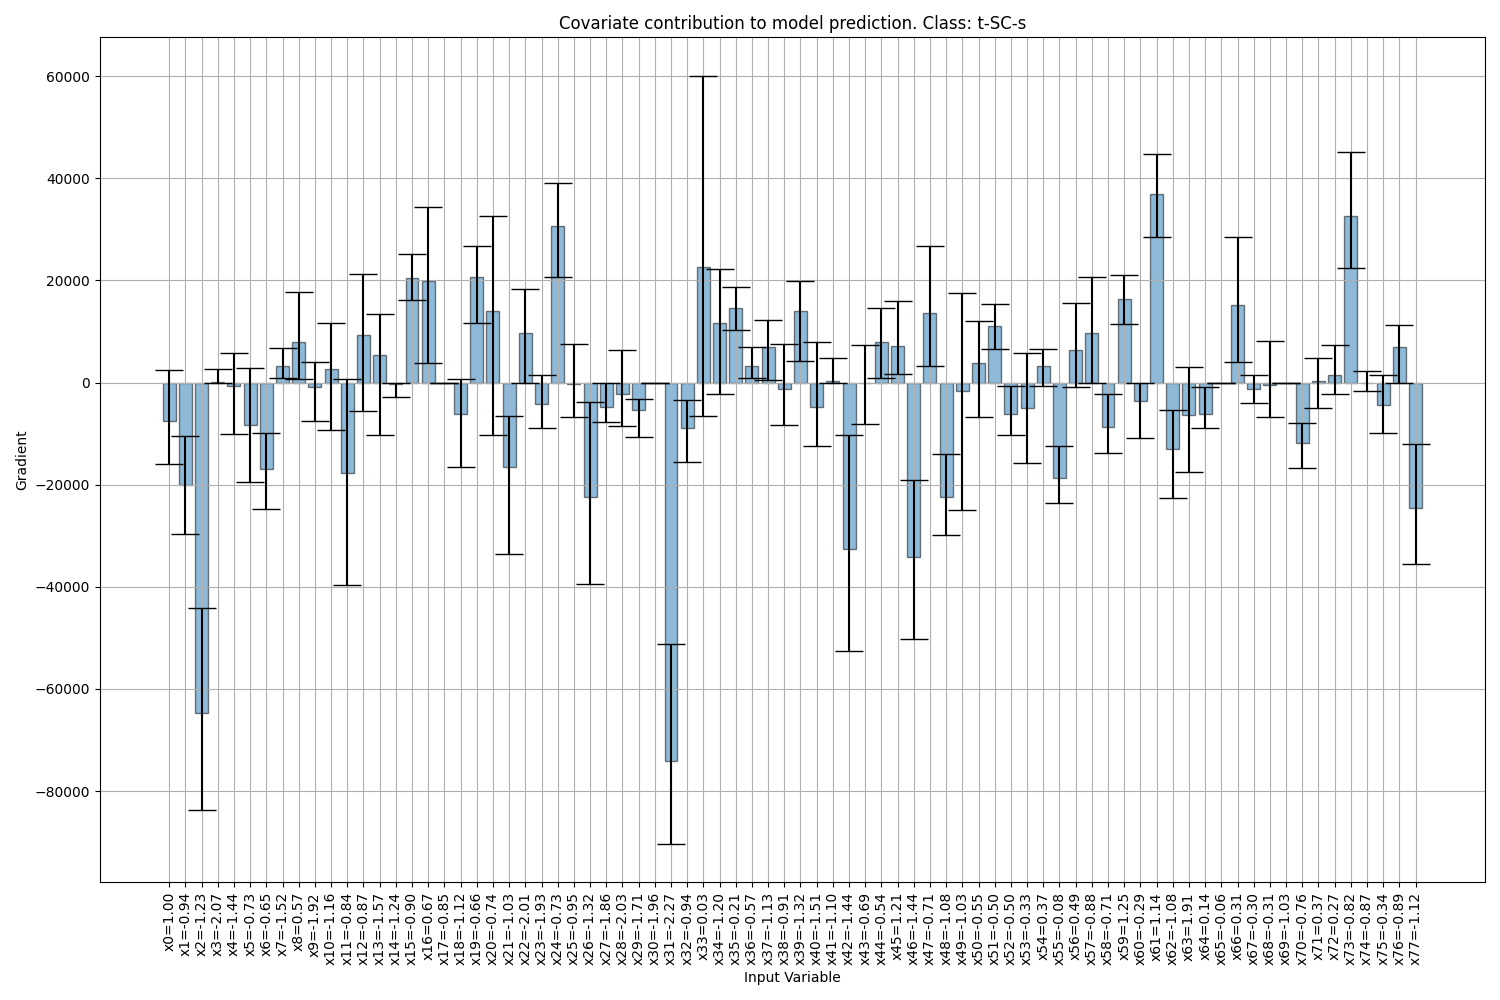 Covariate contribution to model prediction. Class: t-SC-s
Gradient
60000
40000
20000
0
−20000
−40000
−60000
−80000
x0=1.00
x1=-0.94
x2=-1.23
x3=-2.07
x4=-1.44
x5=-0.73
x6=-0.65
x7=-1.52
x8=0.57
x9=-1.92
x10=-1.16
x11=-0.84
x12=-0.87
x13=-1.57
x14=-1.24
x15=-0.90
x16=0.67
x17=-0.85
x18=-1.12
x19=-0.66
x20=-0.74
x21=-1.03
x22=-2.01
x23=-1.93
x24=-0.73
x25=-0.95
x26=-1.32
x27=-1.86
x28=-2.03
x29=-1.71
x30=-1.96
x31=-2.27
x32=-0.94
x33=0.03
x34=-1.20
x35=-0.21
x36=-0.57
x37=-1.13
x38=-0.91
x39=-1.32
x40=-1.51
x41=-1.10
x42=-1.44
x43=-0.69
x44=-0.54
x45=-1.21
x46=-1.44
x47=-0.71
x48=-1.08
x49=-1.03
x50=-0.55
x51=-0.50
x52=-0.50
x53=-0.33
x54=0.37
x55=-0.08
x56=0.49
x57=-0.88
x58=-0.71
x59=1.25
x60=-0.29
x61=1.14
x62=-1.08
x63=1.91
x64=0.14
x65=-0.06
x66=0.31
x67=-0.30
x68=-0.31
x69=-1.03
x70=-0.76
x71=0.37
x72=0.27
x73=-0.82
x74=-0.87
x75=-0.34
x76=-0.89
x77=-1.12
Input Variable